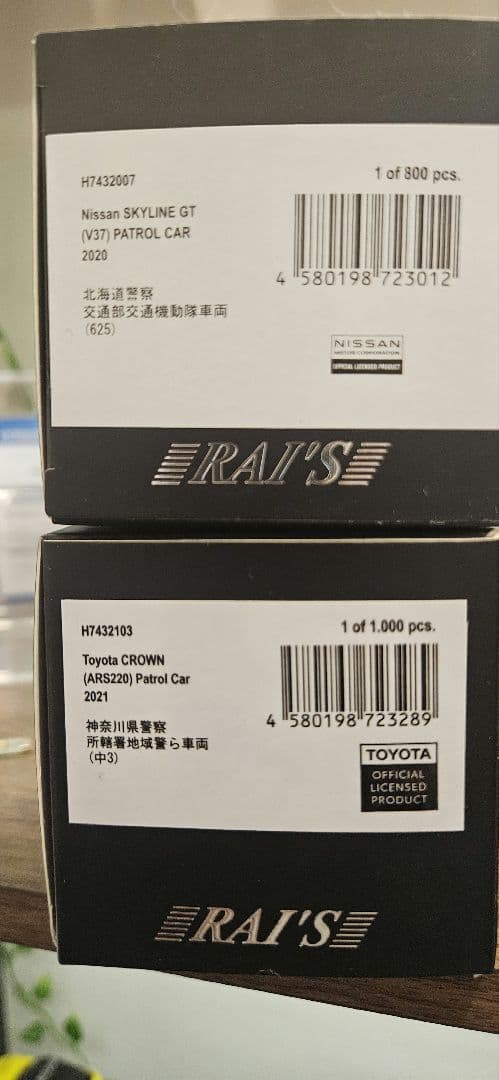 H7432007
1 of 800 pcs.
Nissan SKYLINE GT
(V37) PATROL CAR
2020
4 580198 723012
北海道警察
交通部交通機動隊車両
(625)
NISSAN
MOTOR CORPORATION
OFFICIAL LICENSED PRODUCT
RAI'S
H7432103
1 of 1.000 pcs.
Toyota CROWN
(ARS220) Patrol Car
2021
4 580198 723289
神奈川県警察
所轄署地域警ら車両
(中3)
TOYOTA
OFFICIAL
LICENSED
PRODUCT
RAI'S